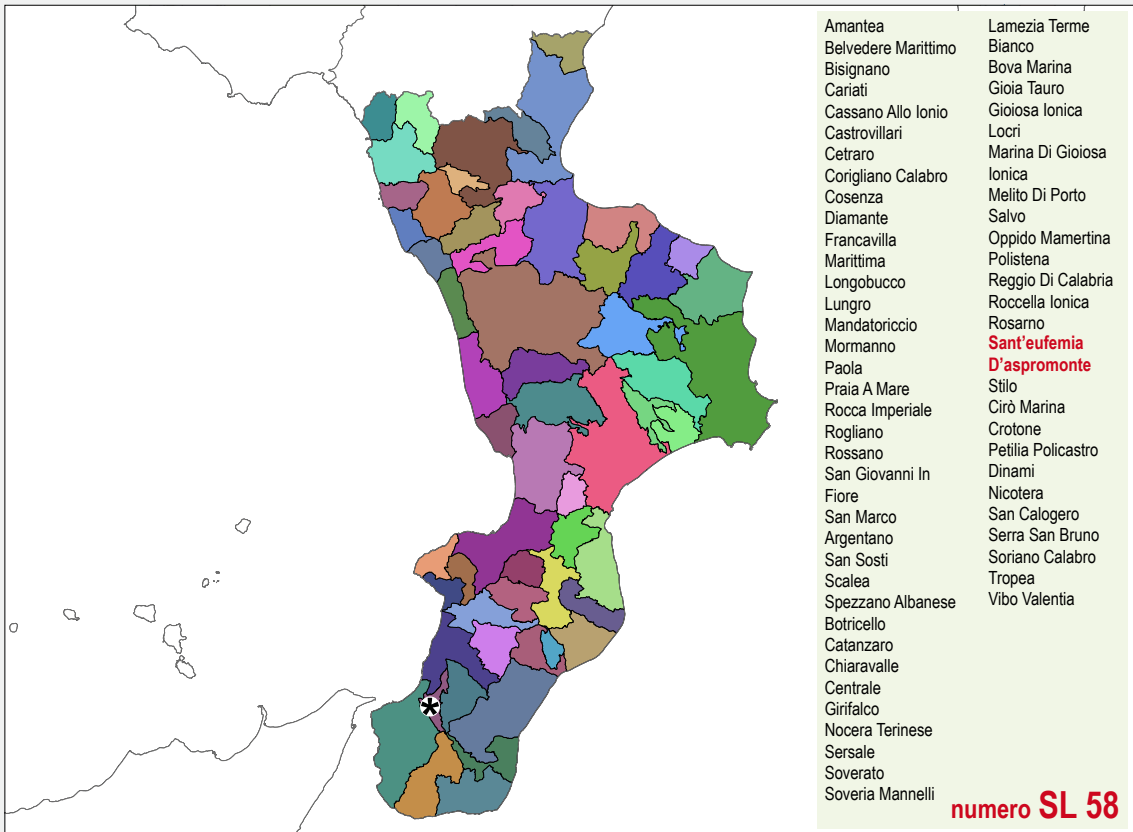 Amantea
Belvedere Marittimo
Bisignano
Cariati
Cassano Allo Ionio
Castrovillari
Cetraro
Corigliano Calabro
Cosenza
Diamante
Francavilla
Marittima
Longobucco
Lungro
Mandatoriccio
Mormanno
Paola
Praia A Mare
Rocca Imperiale
Rogliano
Rossano
San Giovanni In
Fiore
San Marco
Argentano
San Sosti
Scalea
Spezzano Albanese
Botricello
Catanzaro
Chiaravalle
Centrale
Girifalco
Nocera Terinese
Sersale
Soverato
Soveria Mannelli
Lamezia Terme
Bianco
Bova Marina
Gioia Tauro
Gioiosa Ionica
Locri
Marina Di Gioiosa
Ionica
Melito Di Porto
Salvo
Oppido Mamertina
Polistena
Reggio Di Calabria
Roccella Ionica
Rosarno
Sant'eufemia
D'aspromonte
Stilo
Cirò Marina
Crotone
Petilia Policastro
Dinami
Nicotera
San Calogero
Serra San Bruno
Soriano Calabro
Tropea
Vibo Valentia
numero SL 58
*